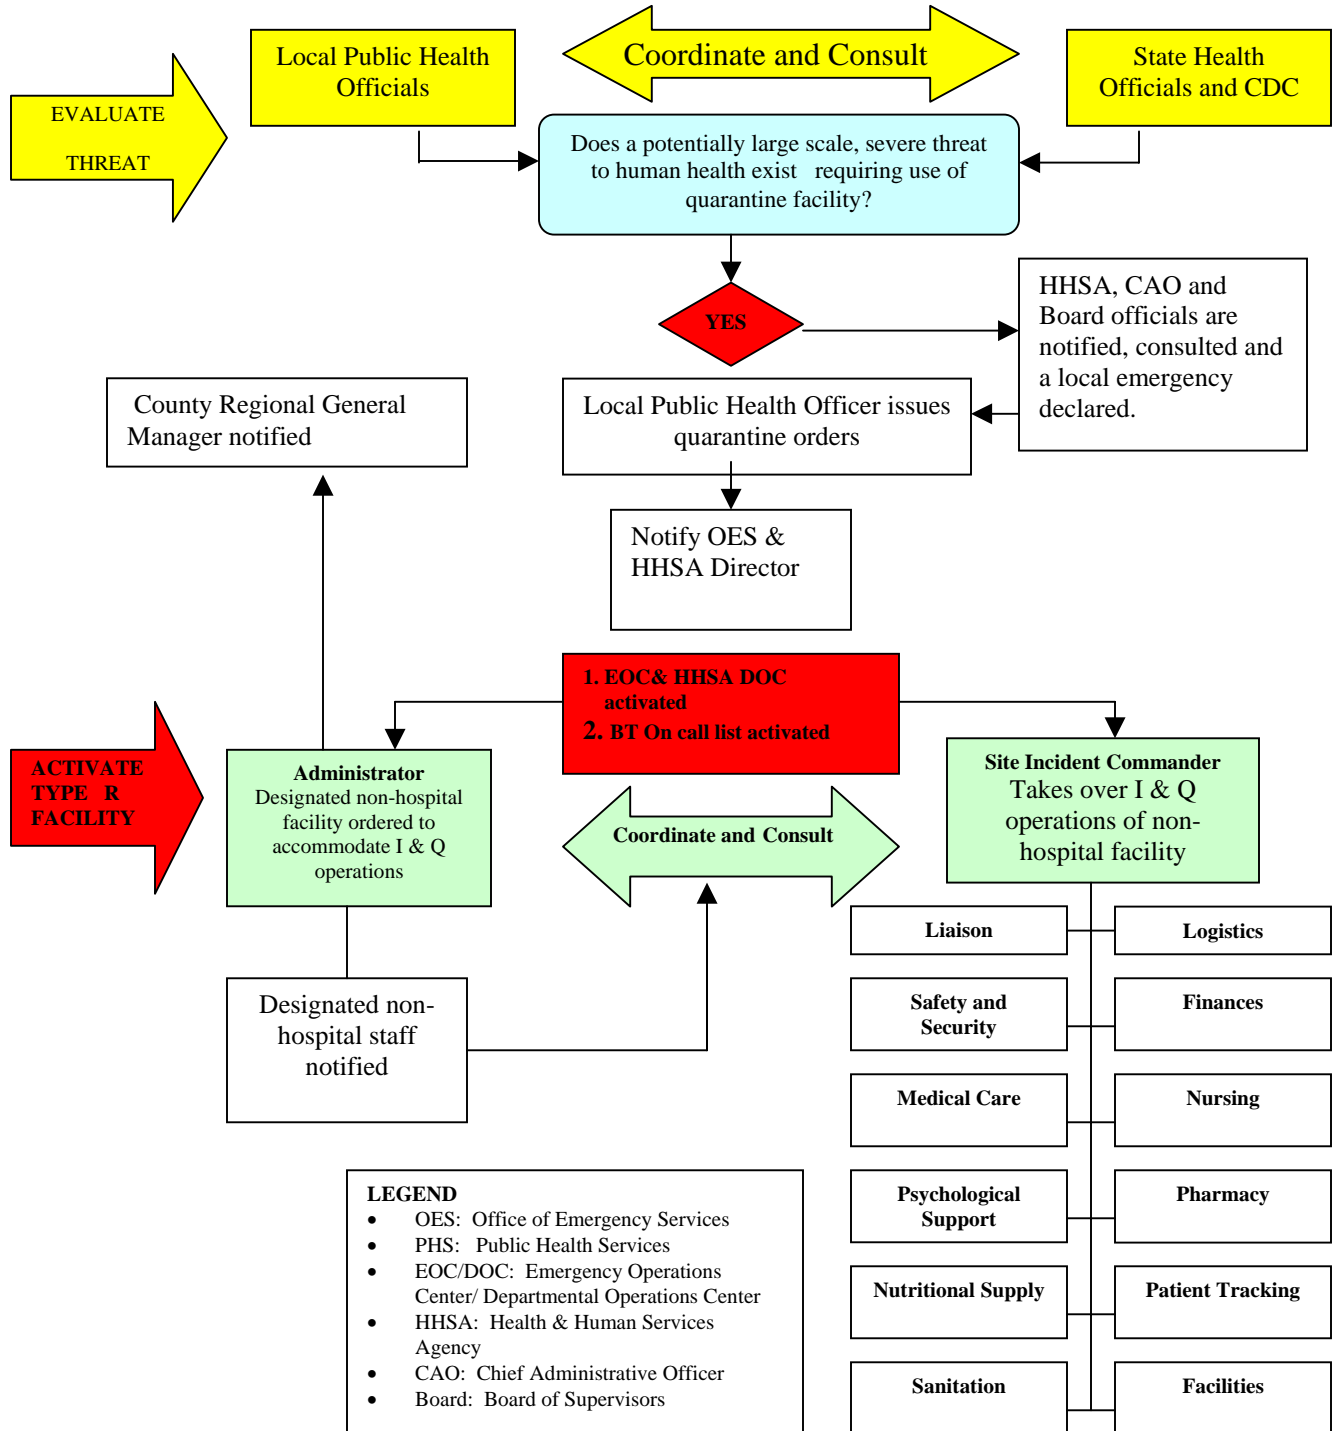 Local Public Health
Officials
Coordinate and Consult
State Health
Officials and CDC
EVALUATE
THREAT
Does a potentially large scale, severe threat
to human health exist requiring use of
quarantine facility?
YES
HHSA, CAO and
Board officials are
notified, consulted and
a local emergency
declared.
County Regional General
Manager notified
Local Public Health Officer issues
quarantine orders
Notify OES &
HHSA Director
1. EOC& HHSA DOC
activated
2. BT On call list activated
ACTIVATE
TYPE R
FACILITY
Administrator
Designated non-hospital
facility ordered to
accommodate I & Q
operations
Coordinate and Consult
Site Incident Commander
Takes over I & Q
operations of non-
hospital facility
Designated non-
hospital staff
notified
Liaison
Logistics
Safety and
Security
Finances
Medical Care
Nursing
Psychological
Support
Pharmacy
Nutritional Supply
Patient Tracking
Sanitation
Facilities
LEGEND
• OES: Office of Emergency Services
• PHS: Public Health Services
• EOC/DOC: Emergency Operations
Center/ Departmental Operations Center
• HHSA: Health & Human Services
Agency
• CAO: Chief Administrative Officer
• Board: Board of Supervisors